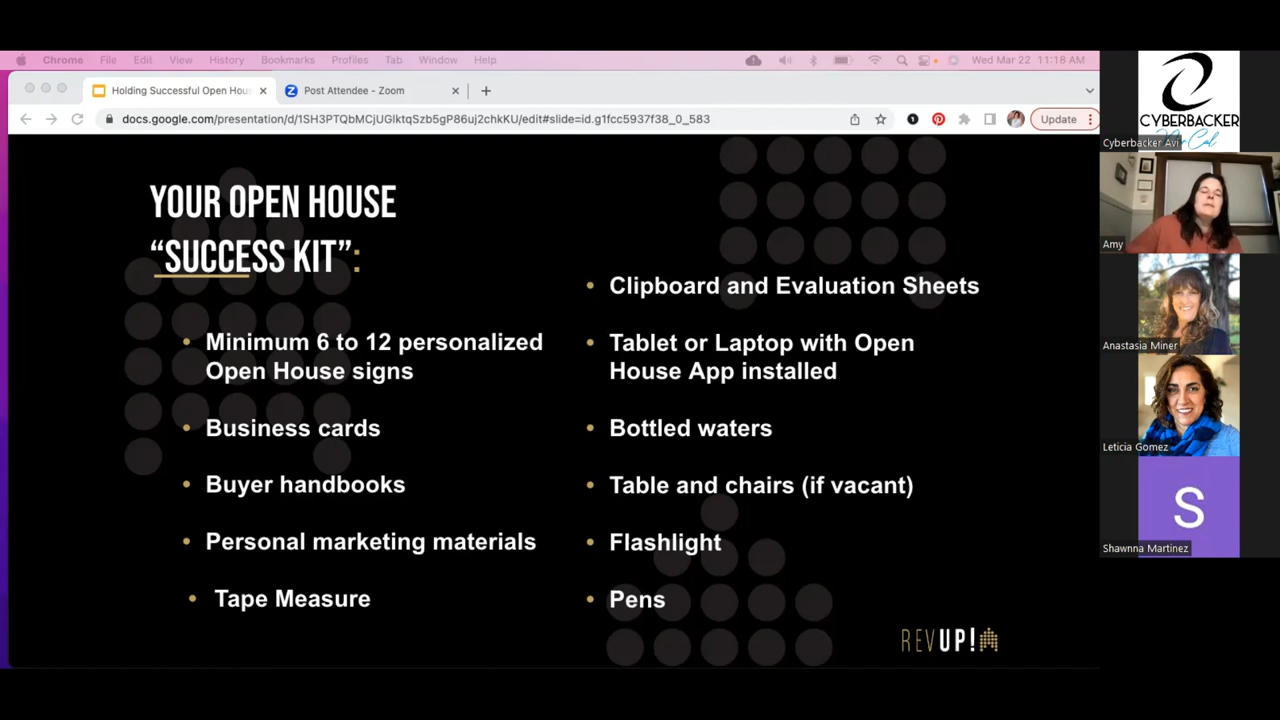 Chrome File Edit View History Bookmarks Profiles Tab Window Help
Wed Mar 22 11:18 AM
Holding Successful Open Hou
Post Attendee - Zoom
docs.google.com/presentation/d/1SH3PTQbMCjUGlktqSzb5gP86uj2chkKU/edit#slide=id.g1fcc5937f38_0_583
Update
YOUR OPEN HOUSE
“SUCCESS KIT”:
• Minimum 6 to 12 personalized
Open House signs
• Business cards
• Buyer handbooks
• Personal marketing materials
• Tape Measure
• Clipboard and Evaluation Sheets
• Tablet or Laptop with Open
House App installed
• Bottled waters
• Table and chairs (if vacant)
• Flashlight
• Pens
REVUP!
CYBERBACKER
Cyberbacker Avi
Amy
Anastasia Miner
Leticia Gomez
S
Shawnna Martinez